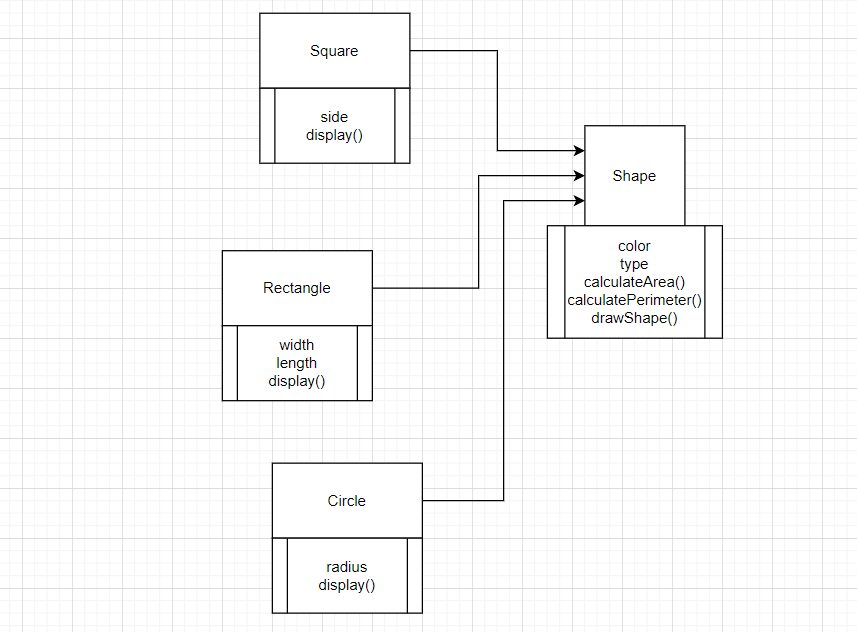 Square
side
display()
Shape
color
type
calculateArea()
calculatePerimeter()
drawShape()
Rectangle
width
length
display()
Circle
radius
display()